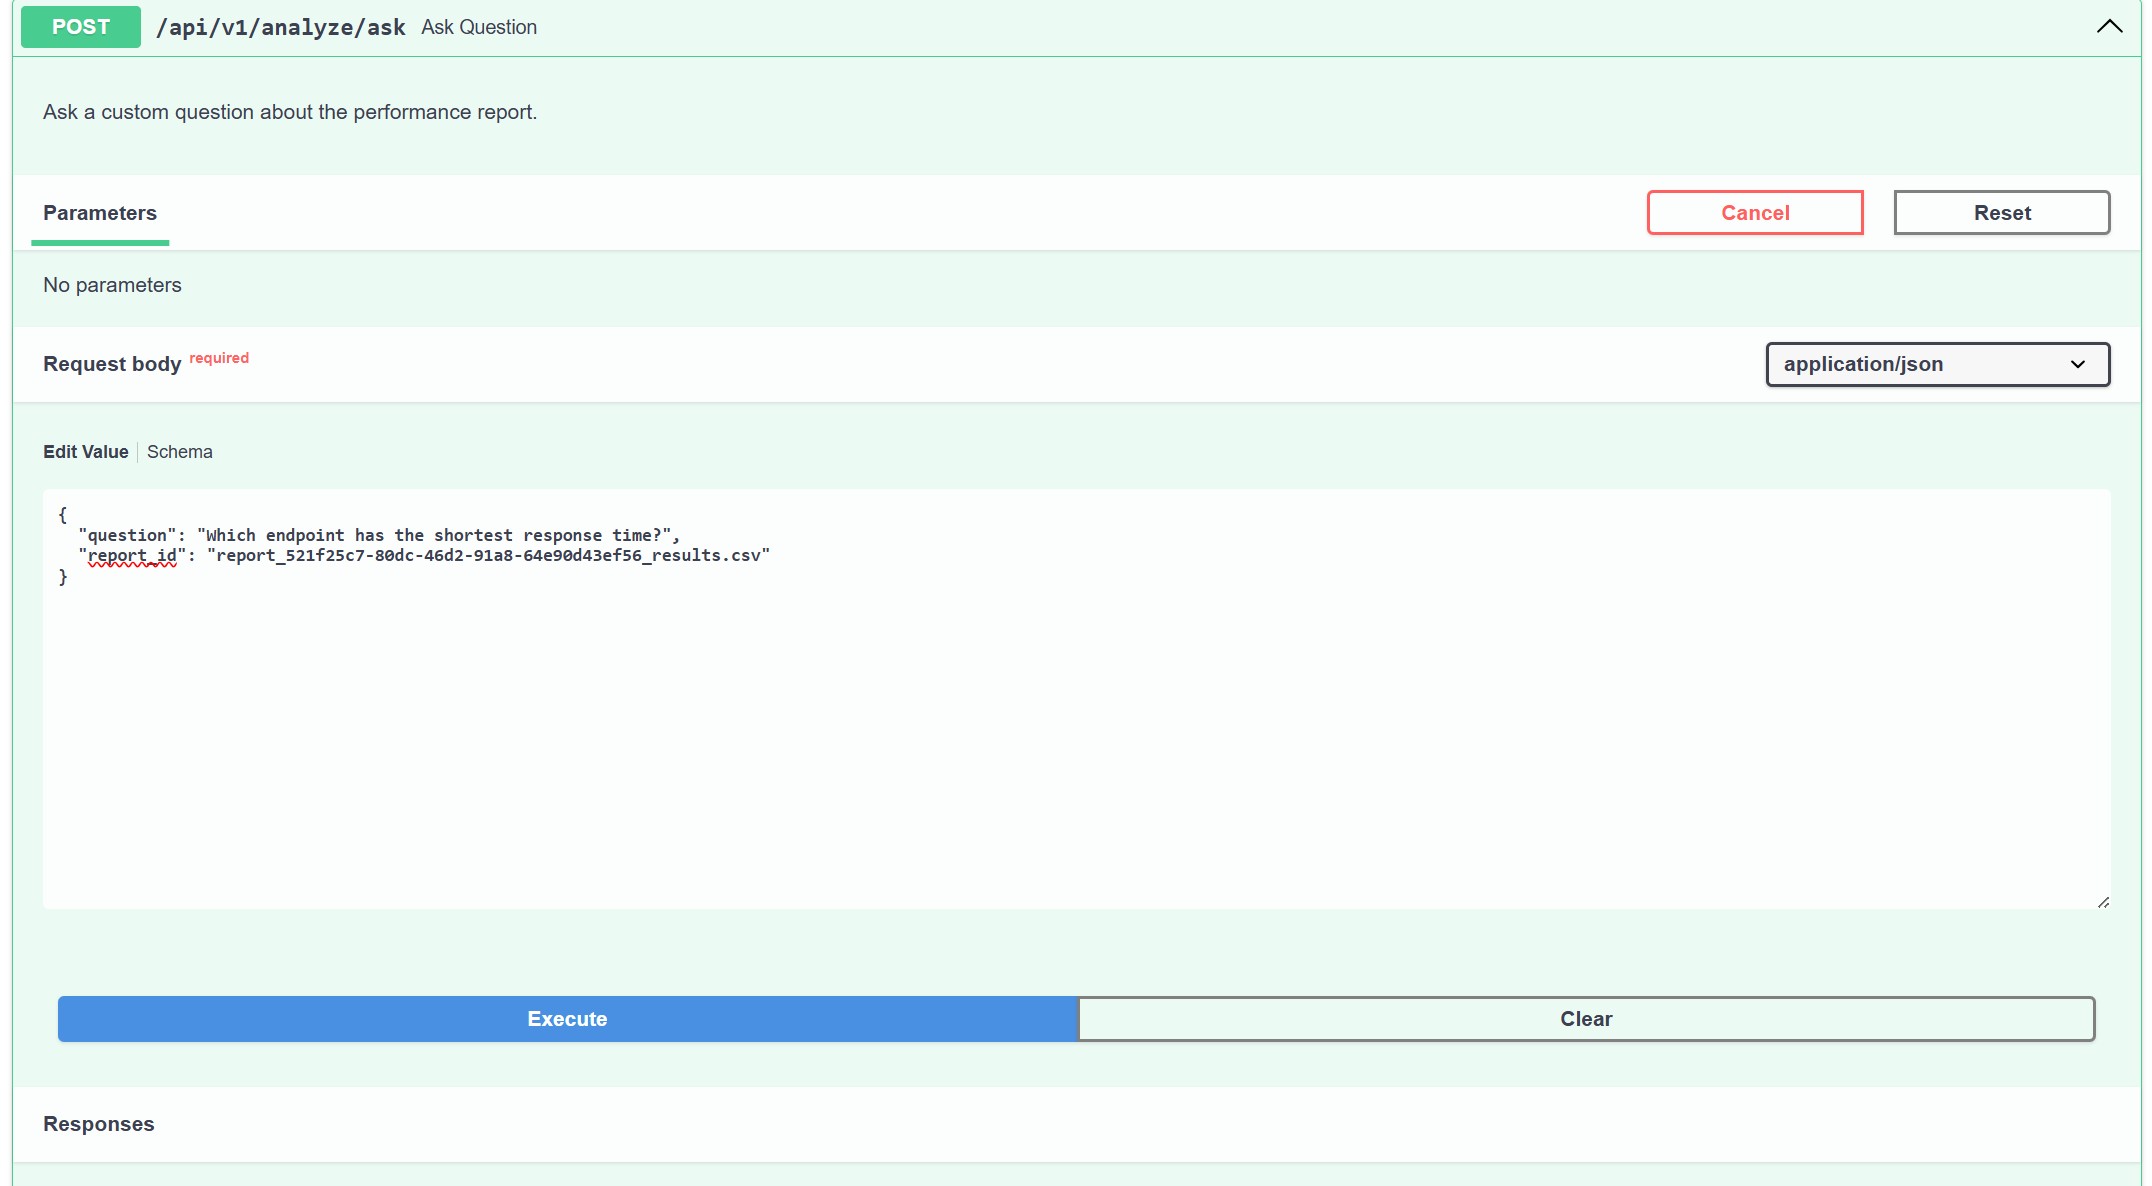 POST /api/v1/analyze/ask Ask Question
Ask a custom question about the performance report.
Parameters
Cancel
Reset
No parameters
Request body required
application/json
Edit Value | Schema
{
  "question": "Which endpoint has the shortest response time?",
  "report_id": "report_521f25c7-80dc-46d2-91a8-64e90d43ef56_results.csv"
}
Execute
Clear
Responses